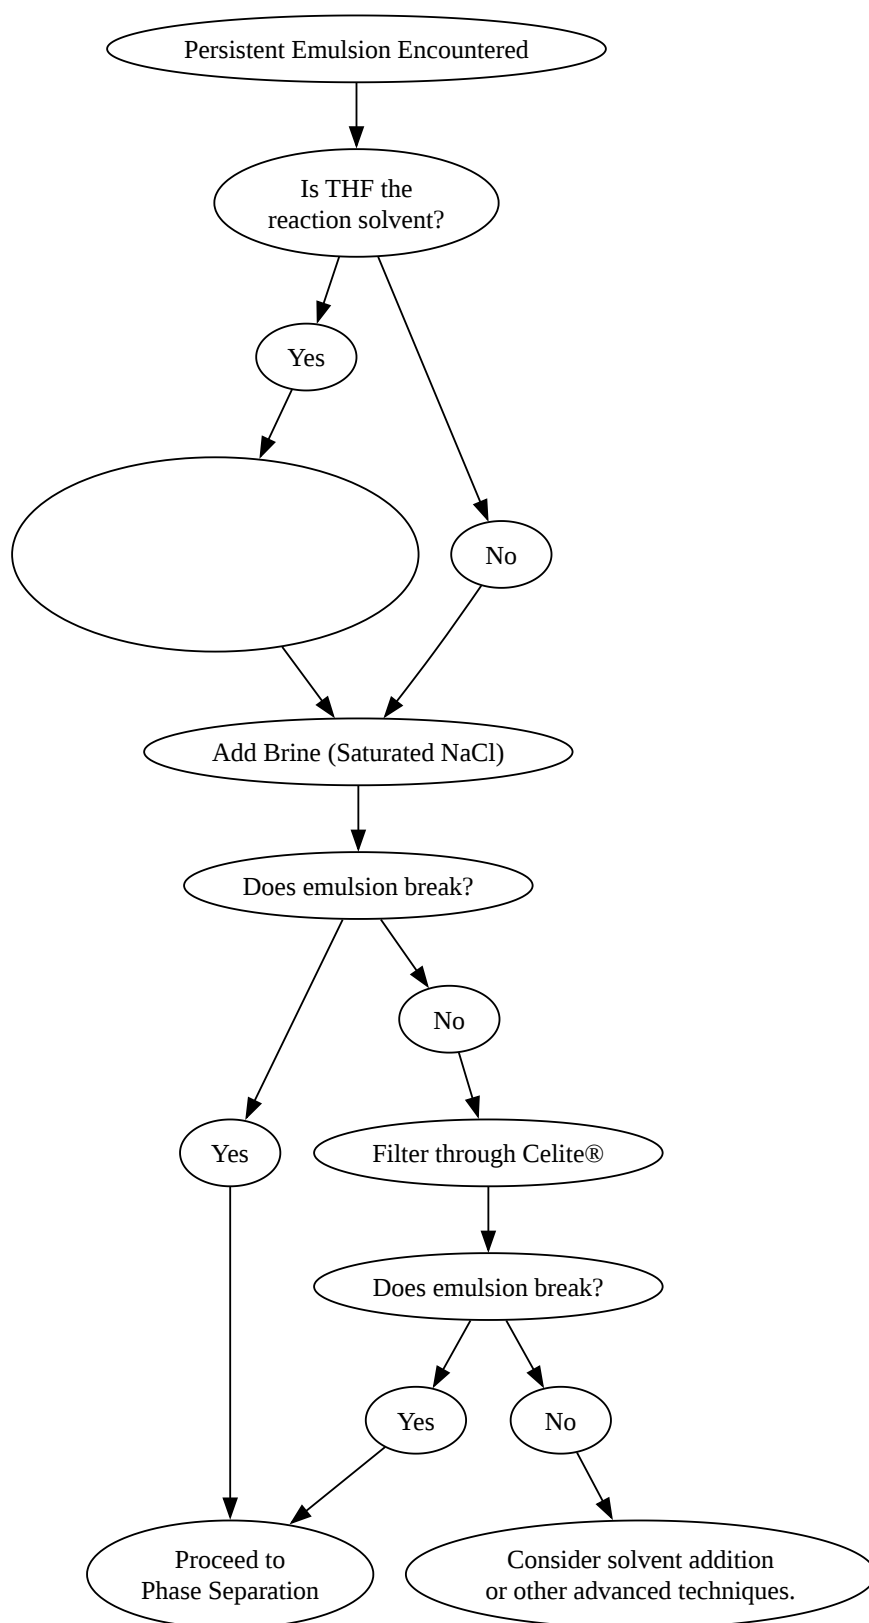 Persistent Emulsion Encountered
Is THF the
reaction solvent?
Yes
No
Add Brine (Saturated NaCl)
Does emulsion break?
No
Yes
Filter through Celite®
Does emulsion break?
Yes
No
Proceed to
Phase Separation
Consider solvent addition
or other advanced techniques.